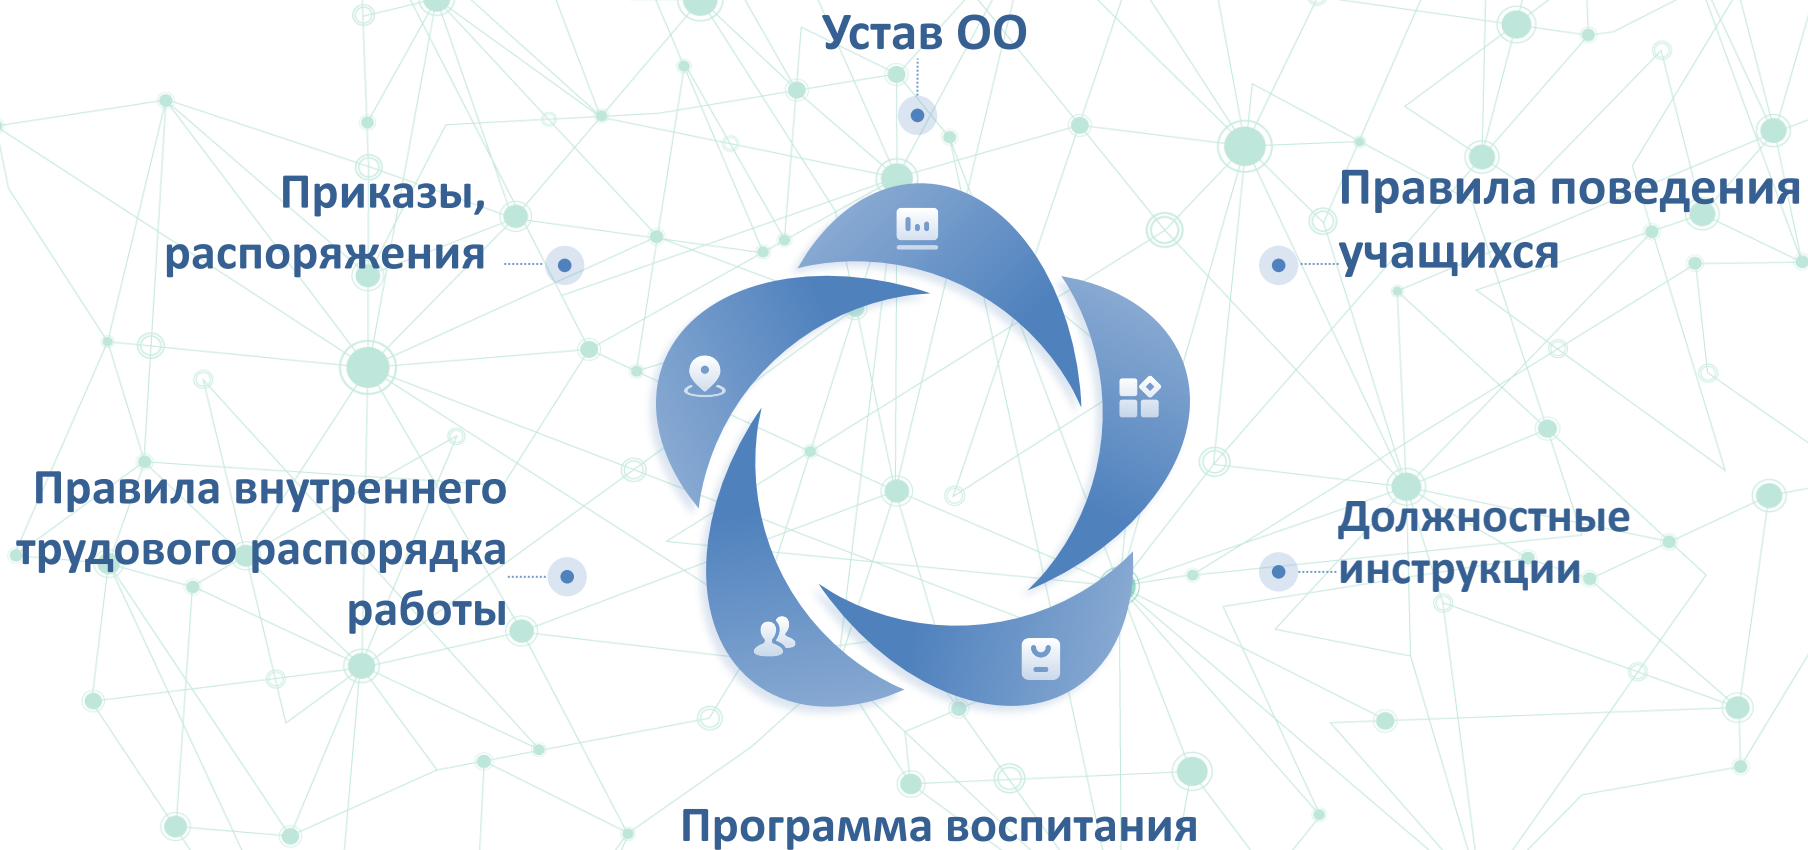 Устав ОО
Приказы,
распоряжения
Правила поведения
учащихся
Правила внутреннего
трудового распорядка
работы
Должностные
инструкции
Программа воспитания